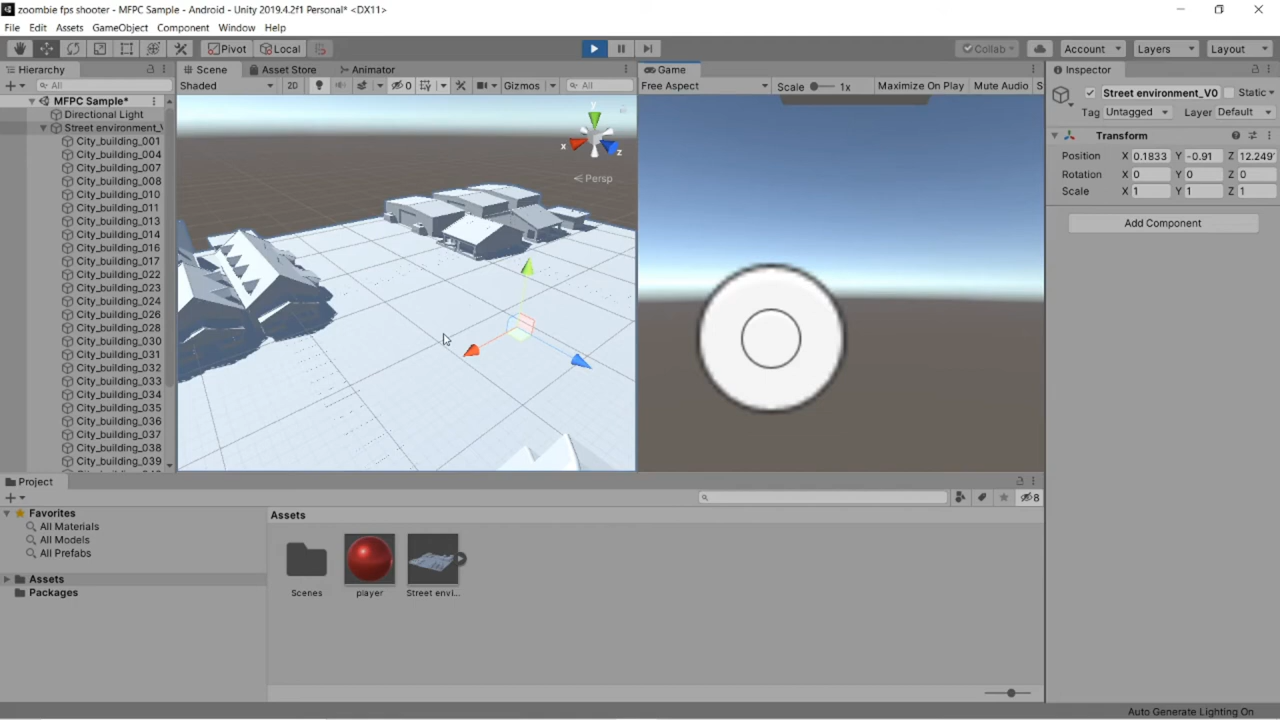 zoombie fps shooter - MFPC Sample - Android - Unity 2019.4.2f1 Personal* <DX11>
File Edit Assets GameObject Component Window Help
Pivot Local Collab Account Layers Layout
Hierarchy Scene Asset Store Animator Game Inspector
All Shaded 2D 0 Gizmos All Free Aspect Scale 1x Maximize On Play Mute Audio S
MFPC Sample*
Directional Light
Street environment_V
City_building_001
City_building_004
City_building_007
City_building_008
City_building_010
City_building_011
City_building_013
City_building_014
City_building_016
City_building_017
City_building_022
City_building_023
City_building_024
City_building_026
City_building_028
City_building_030
City_building_031
City_building_032
City_building_033
City_building_034
City_building_035
City_building_036
City_building_037
City_building_038
City_building_039
y
x
z
Persp
Street environment_V0 Static
Tag Untagged Layer Default
Transform
Position X 0.1833 Y -0.91 Z 12.249
Rotation X 0 Y 0 Z 0
Scale X 1 Y 1 Z 1
Add Component
Project
8
Favorites
All Materials
All Models
All Prefabs
Assets
Packages
Assets
Scenes player Street envi...
Auto Generate Lighting On